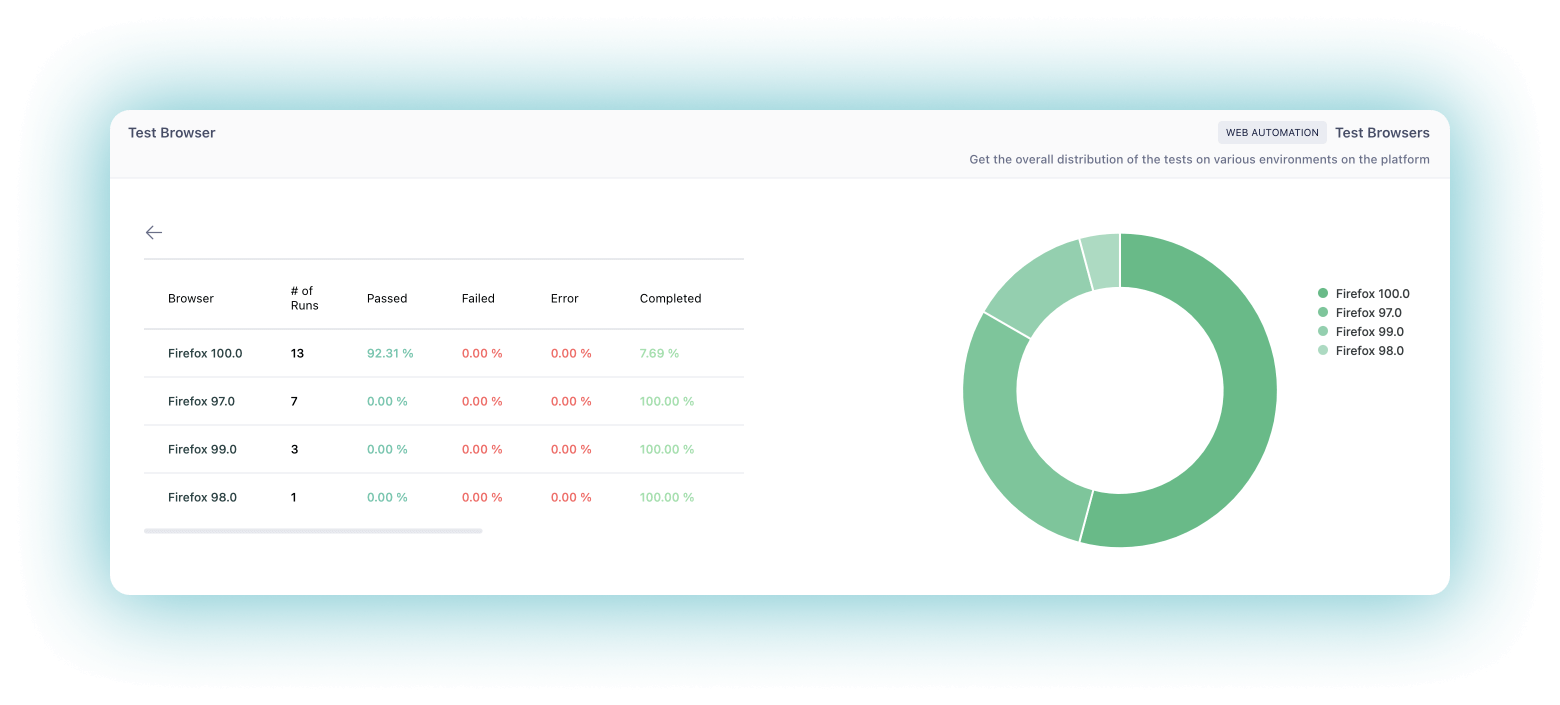 Test Browser
WEB AUTOMATION Test Browsers
Get the overall distribution of the tests on various environments on the platform
Browser # of Runs Passed Failed Error Completed
Firefox 100.0 13 92.31 % 0.00 % 0.00 % 7.69 %
Firefox 97.0 7 0.00 % 0.00 % 0.00 % 100.00 %
Firefox 99.0 3 0.00 % 0.00 % 0.00 % 100.00 %
Firefox 98.0 1 0.00 % 0.00 % 0.00 % 100.00 %
Firefox 100.0
Firefox 97.0
Firefox 99.0
Firefox 98.0